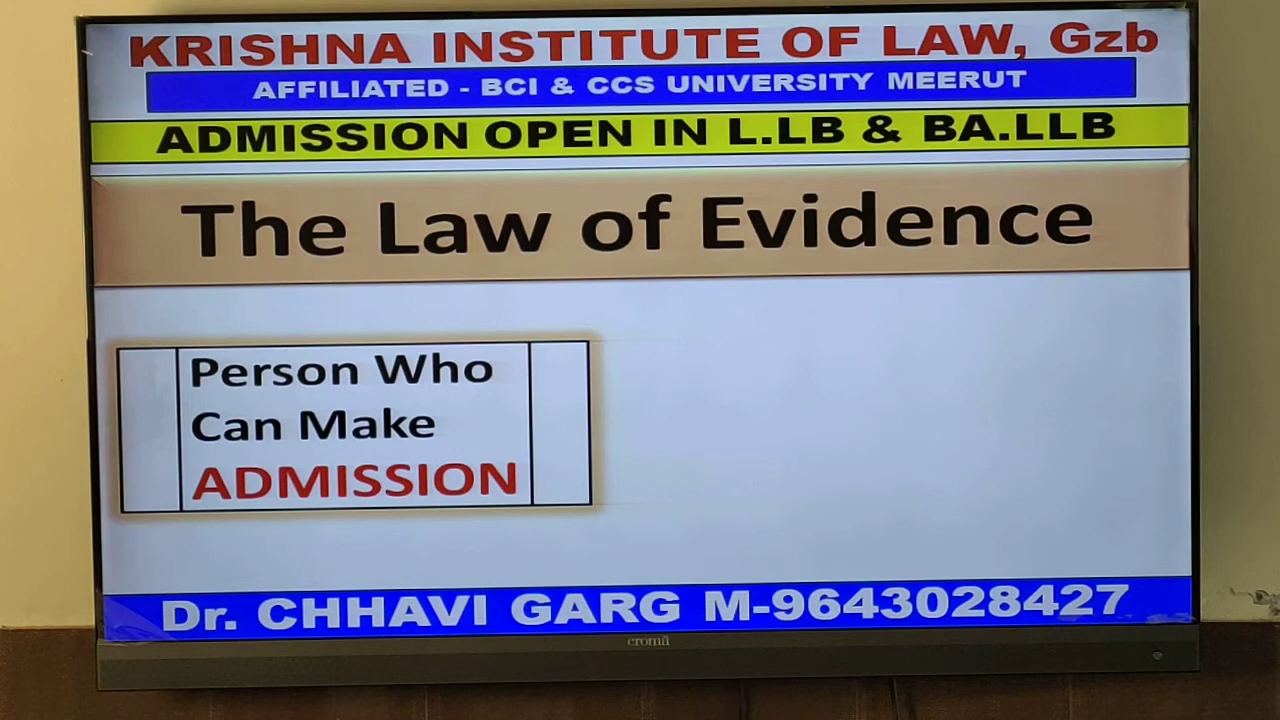 KRISHNA INSTITUTE OF LAW, Gzb
AFFILIATED - BCI & CCS UNIVERSITY MEERUT
ADMISSION OPEN IN L.LB & BA.LLB
The Law of Evidence
Person Who
Can Make
ADMISSION
Dr. CHHAVI GARG M-9643028427
croma